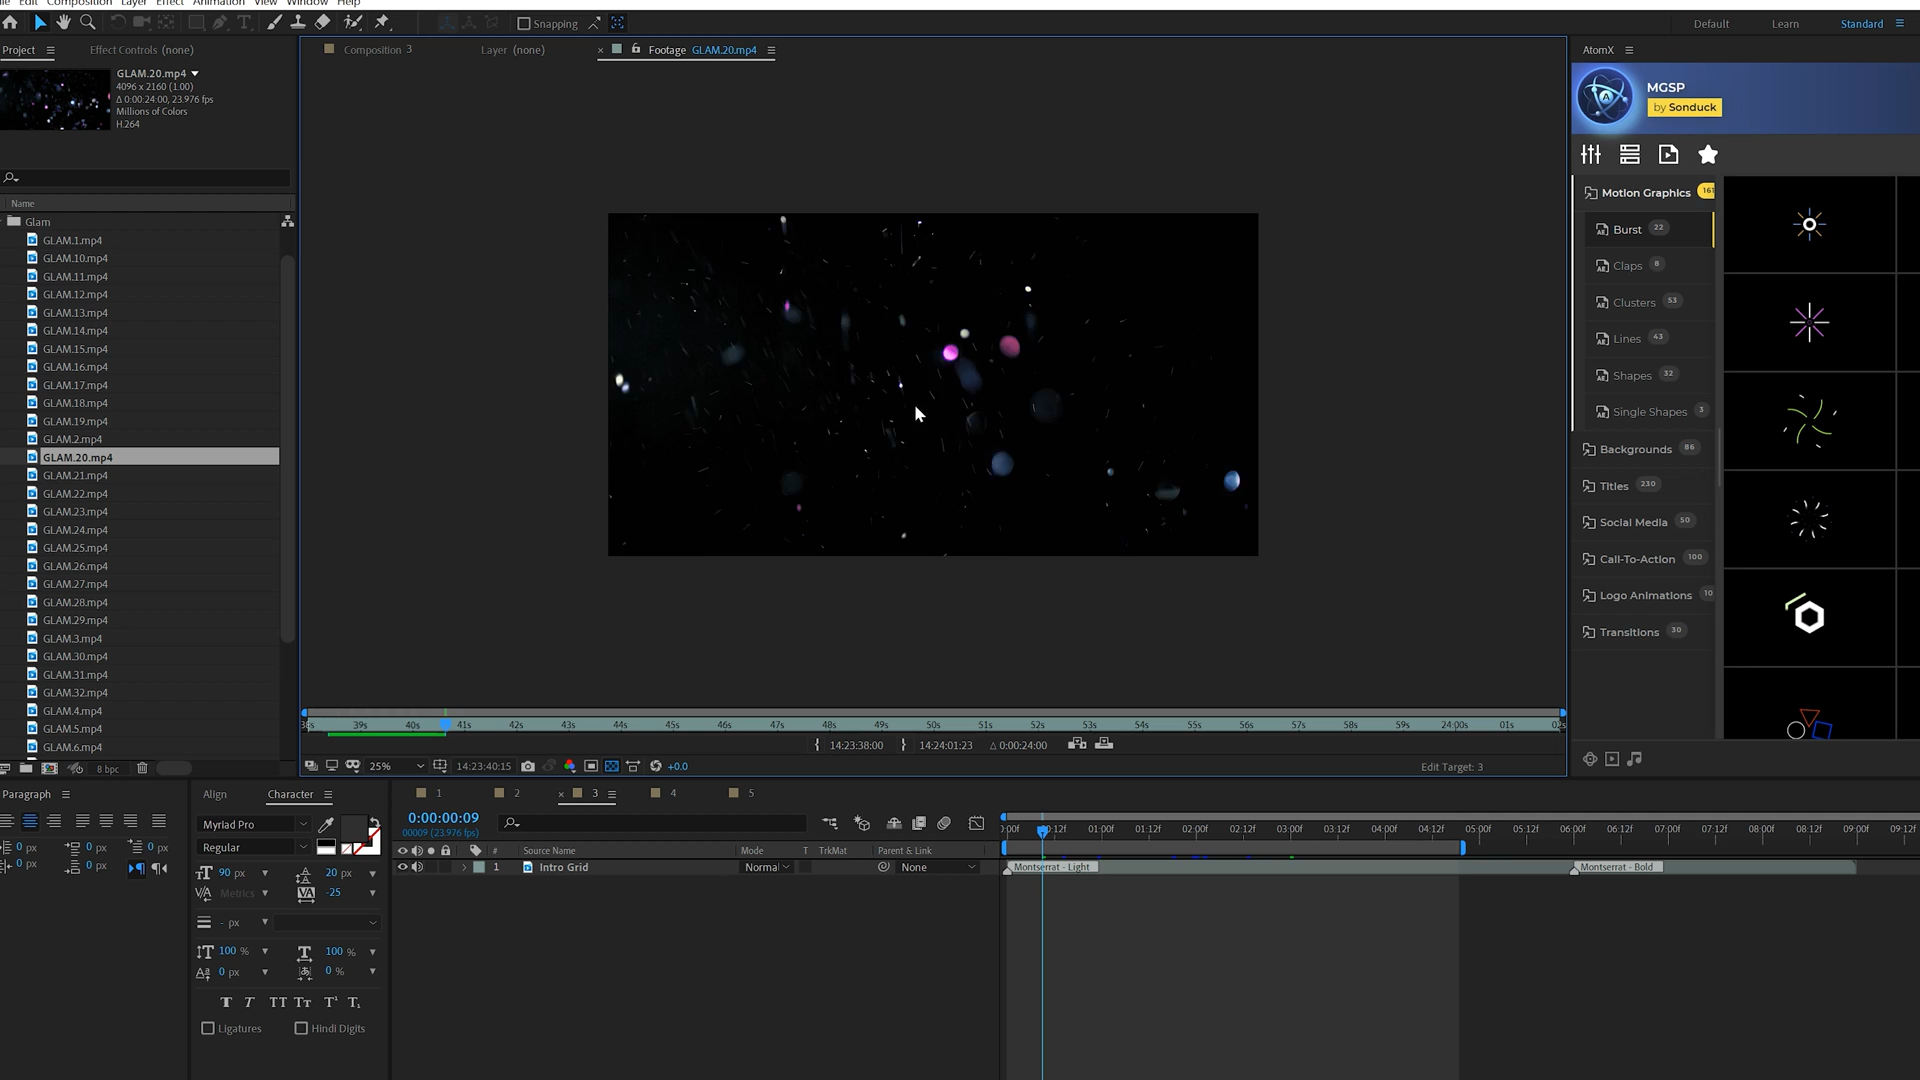 Edit Composition Layer Effect Animation View Window Help
Snapping
Default Learn Standard
Project
Effect Controls (none)
GLAM.20.mp4
4096 x 2160 (1.00)
Δ 0:00:24:00, 23.976 fps)
Millions of Colors
H.264
Name
Glam
GLAM.1.mp4
GLAM.10.mp4
GLAM.11.mp4
GLAM.12.mp4
GLAM.13.mp4
GLAM.14.mp4
GLAM.15.mp4
GLAM.16.mp4
GLAM.17.mp4
GLAM.18.mp4
GLAM.19.mp4
GLAM.2.mp4
GLAM.20.mp4
GLAM.21.mp4
GLAM.22.mp4
GLAM.23.mp4
GLAM.24.mp4
GLAM.25.mp4
GLAM.26.mp4
GLAM.27.mp4
GLAM.28.mp4
GLAM.29.mp4
GLAM.3.mp4
GLAM.30.mp4
GLAM.31.mp4
GLAM.32.mp4
GLAM.4.mp4
GLAM.5.mp4
GLAM.6.mp4
8 bpc
Composition 3
Layer (none)
Footage GLAM.20.mp4
39s 40s 41s 42s 43s 44s 45s 46s 47s 48s 49s 50s 51s 52s 53s 54s 55s 56s 57s 58s 59s 24:00s 01s 02s
14:23:38:00 14:24:01:23 Δ 0:00:24:00
25% 14:23:40:15 +0.0
Edit Target: 3
AtomX
MGSP
by Sonduck
Motion Graphics 161
Burst 22
Claps 8
Clusters 53
Lines 43
Shapes 32
Single Shapes 3
Backgrounds 86
Titles 230
Social Media 50
Call-To-Action 100
Logo Animations 10
Transitions 30
Paragraph
0 px 0 px 0 px
0 px 0 px
Align Character
Myriad Pro
Regular
90 px 20 px
Metrics -25
- px
100 % 100 %
0 px 0 %
T T TT Tr T¹ T₁
Ligatures Hindi Digits
1 2 3 4 5
0:00:00:09
00009 (23.976 fps)
# Source Name Mode T TrkMat Parent & Link
1 Intro Grid Normal None
0:00f 0:12f 01:00f 01:12f 02:00f 02:12f 03:00f 03:12f 04:00f 04:12f 05:00f 05:12f 06:00f 06:12f 07:00f 07:12f 08:00f 08:12f 09:00f 09:12f
Montserrat - Light
Montserrat - Bold